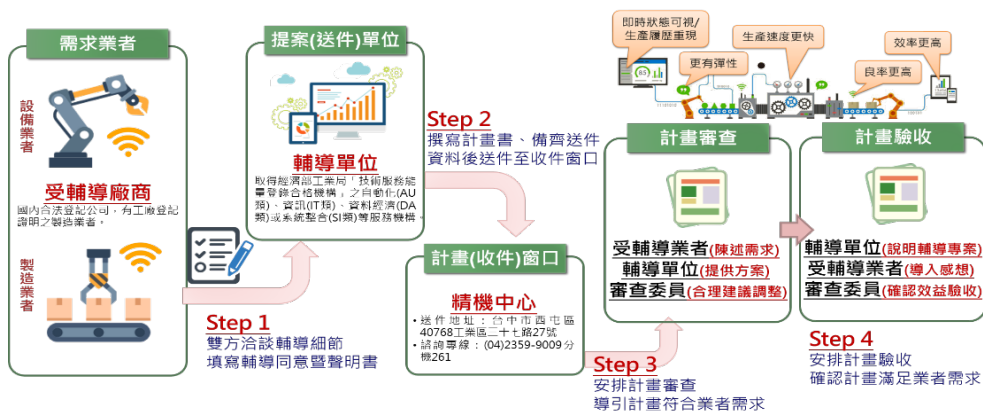 需求業者
設備業者
受輔導廠商
國內合法登記公司，有工廠登記
證明之製造業者。
製造業者
Step 1
雙方洽談輔導細節
填寫輔導同意暨聲明書
提案(送件)單位
輔導單位
取得經濟部工業局「技術服務能
量登錄合格機構」之自動化(AU
類)、資訊(IT類)、資料經濟(DA
類)或系統整合(SI類)等服務機構。
Step 2
撰寫計畫書、備齊送件
資料後送件至收件窗口
計畫(收件)窗口
精機中心
•送件地址：台中市西屯區
40768工業區二十七路27號
•諮詢專線：(04)2359-9009分
機261
Step 3
安排計畫審查
導引計畫符合業者需求
即時狀態可視/
生產履歷重現
更有彈性
生產速度更快
良率更高
效率更高
計畫審查
受輔導業者(陳述需求)
輔導單位(提供方案)
審查委員(合理建議調整)
計畫驗收
輔導單位(說明輔導專案)
受輔導業者(導入感想)
審查委員(確認效益驗收)
Step 4
安排計畫驗收
確認計畫滿足業者需求